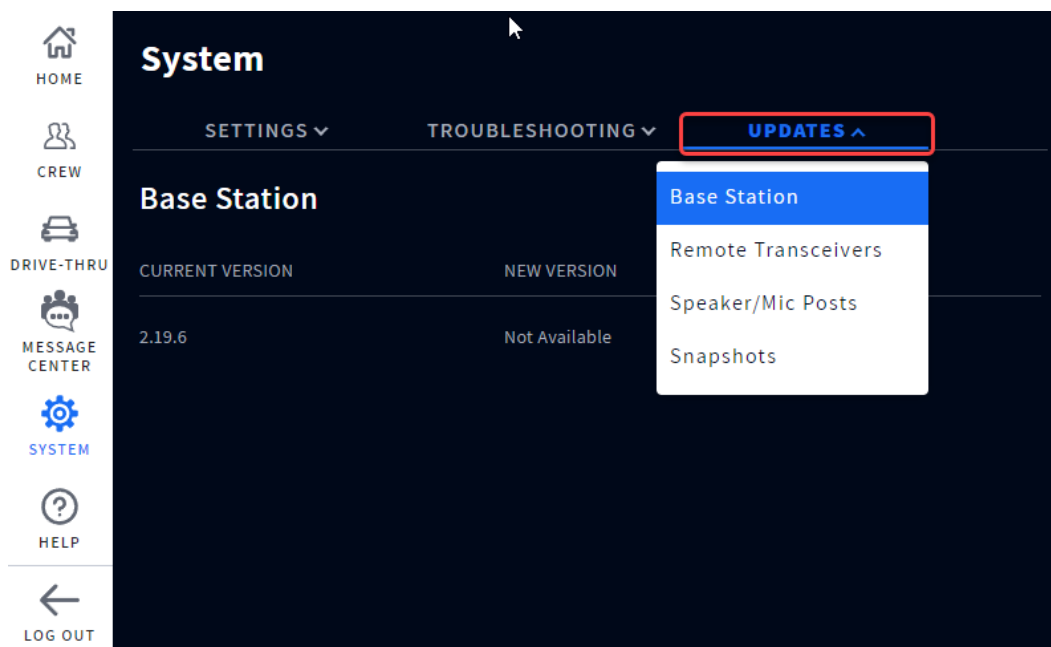 HOME
CREW
DRIVE-THRU
MESSAGE
CENTER
SYSTEM
HELP
LOG OUT
System
SETTINGS
TROUBLESHOOTING
UPDATES
Base Station
Remote Transceivers
Speaker/Mic Posts
Snapshots
Base Station
CURRENT VERSION
NEW VERSION
2.19.6
Not Available